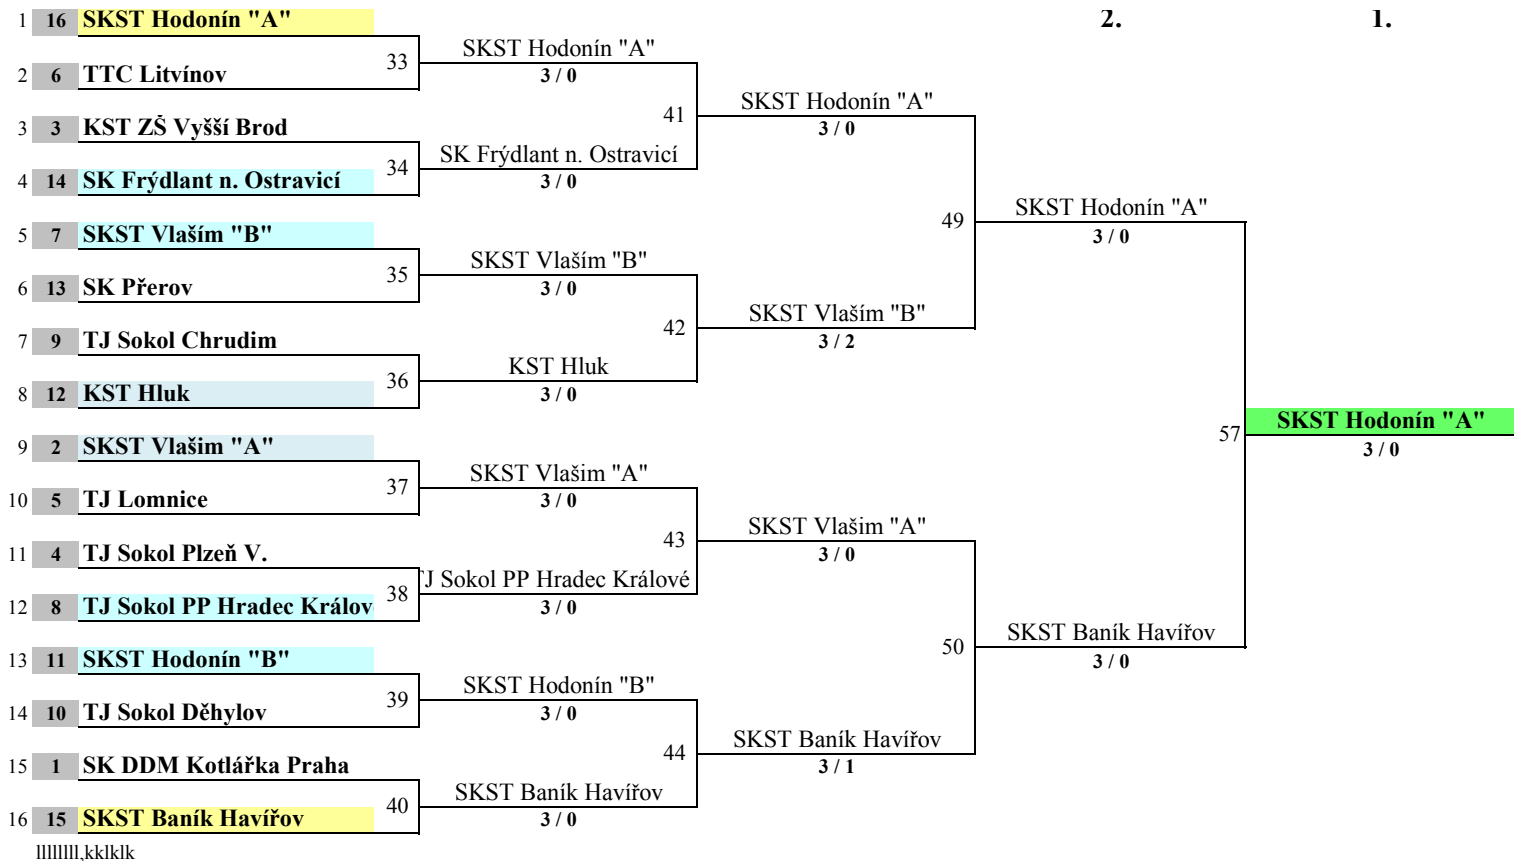 2. 1.
1 16 SKST Hodonín "A"
SKST Hodonín "A"
33
3 / 0
2 6 TTC Litvínov
SKST Hodonín "A"
41
3 / 0
3 3 KST ZŠ Vyšší Brod
SK Frýdlant n. Ostravicí
34
3 / 0
4 14 SK Frýdlant n. Ostravicí
SKST Hodonín "A"
49
3 / 0
5 7 SKST Vlaším "B"
SKST Vlaším "B"
35
3 / 0
6 13 SK Přerov
SKST Vlaším "B"
42
3 / 2
7 9 TJ Sokol Chrudim
KST Hluk
36
3 / 0
8 12 KST Hluk
SKST Hodonín "A"
57
3 / 0
9 2 SKST Vlašim "A"
SKST Vlašim "A"
37
3 / 0
10 5 TJ Lomnice
SKST Vlašim "A"
43
3 / 0
11 4 TJ Sokol Plzeň V.
TJ Sokol PP Hradec Králové
38
3 / 0
12 8 TJ Sokol PP Hradec Králov
SKST Baník Havířov
50
3 / 0
13 11 SKST Hodonín "B"
SKST Hodonín "B"
39
3 / 0
14 10 TJ Sokol Děhylov
SKST Baník Havířov
44
3 / 1
15 1 SK DDM Kotlářka Praha
SKST Baník Havířov
40
3 / 0
16 15 SKST Baník Havířov
llllllll,kklklk